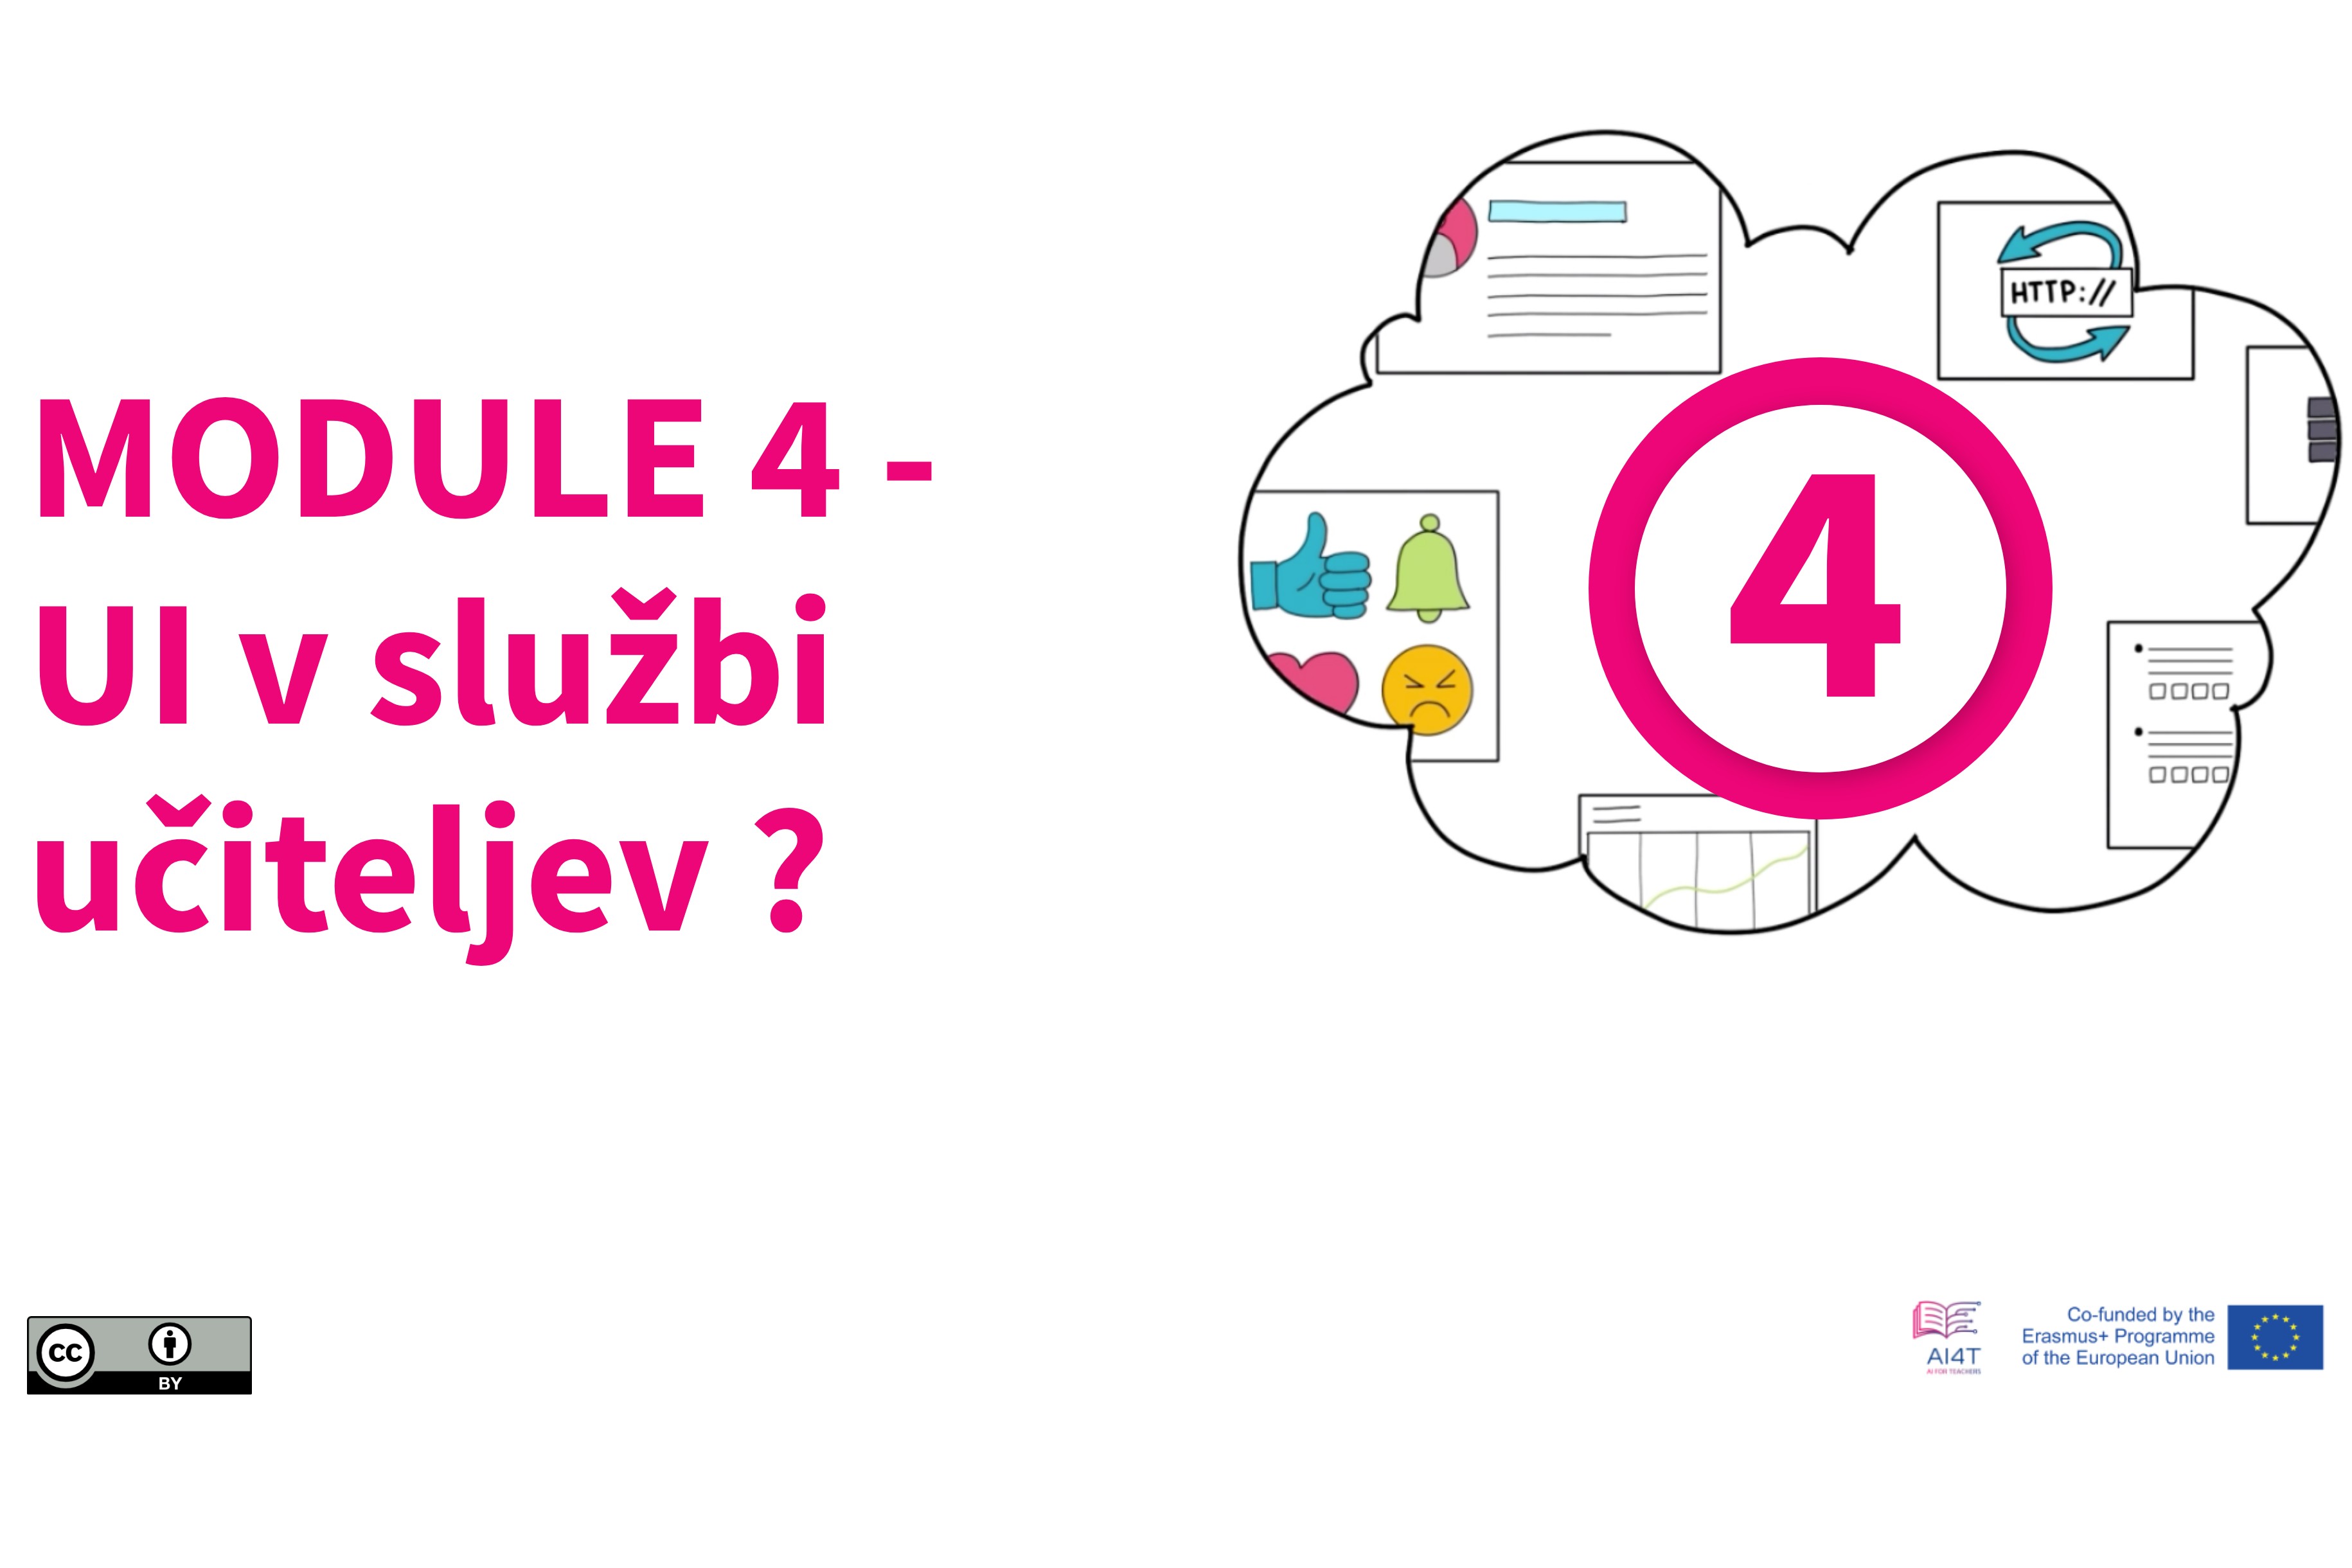 MODULE 4 -
UI v službi
učiteljev ?
HTTP://
4
CC
BY
AI4T
AI FOR TEACHERS
Co-funded by the
Erasmus+ Programme
of the European Union